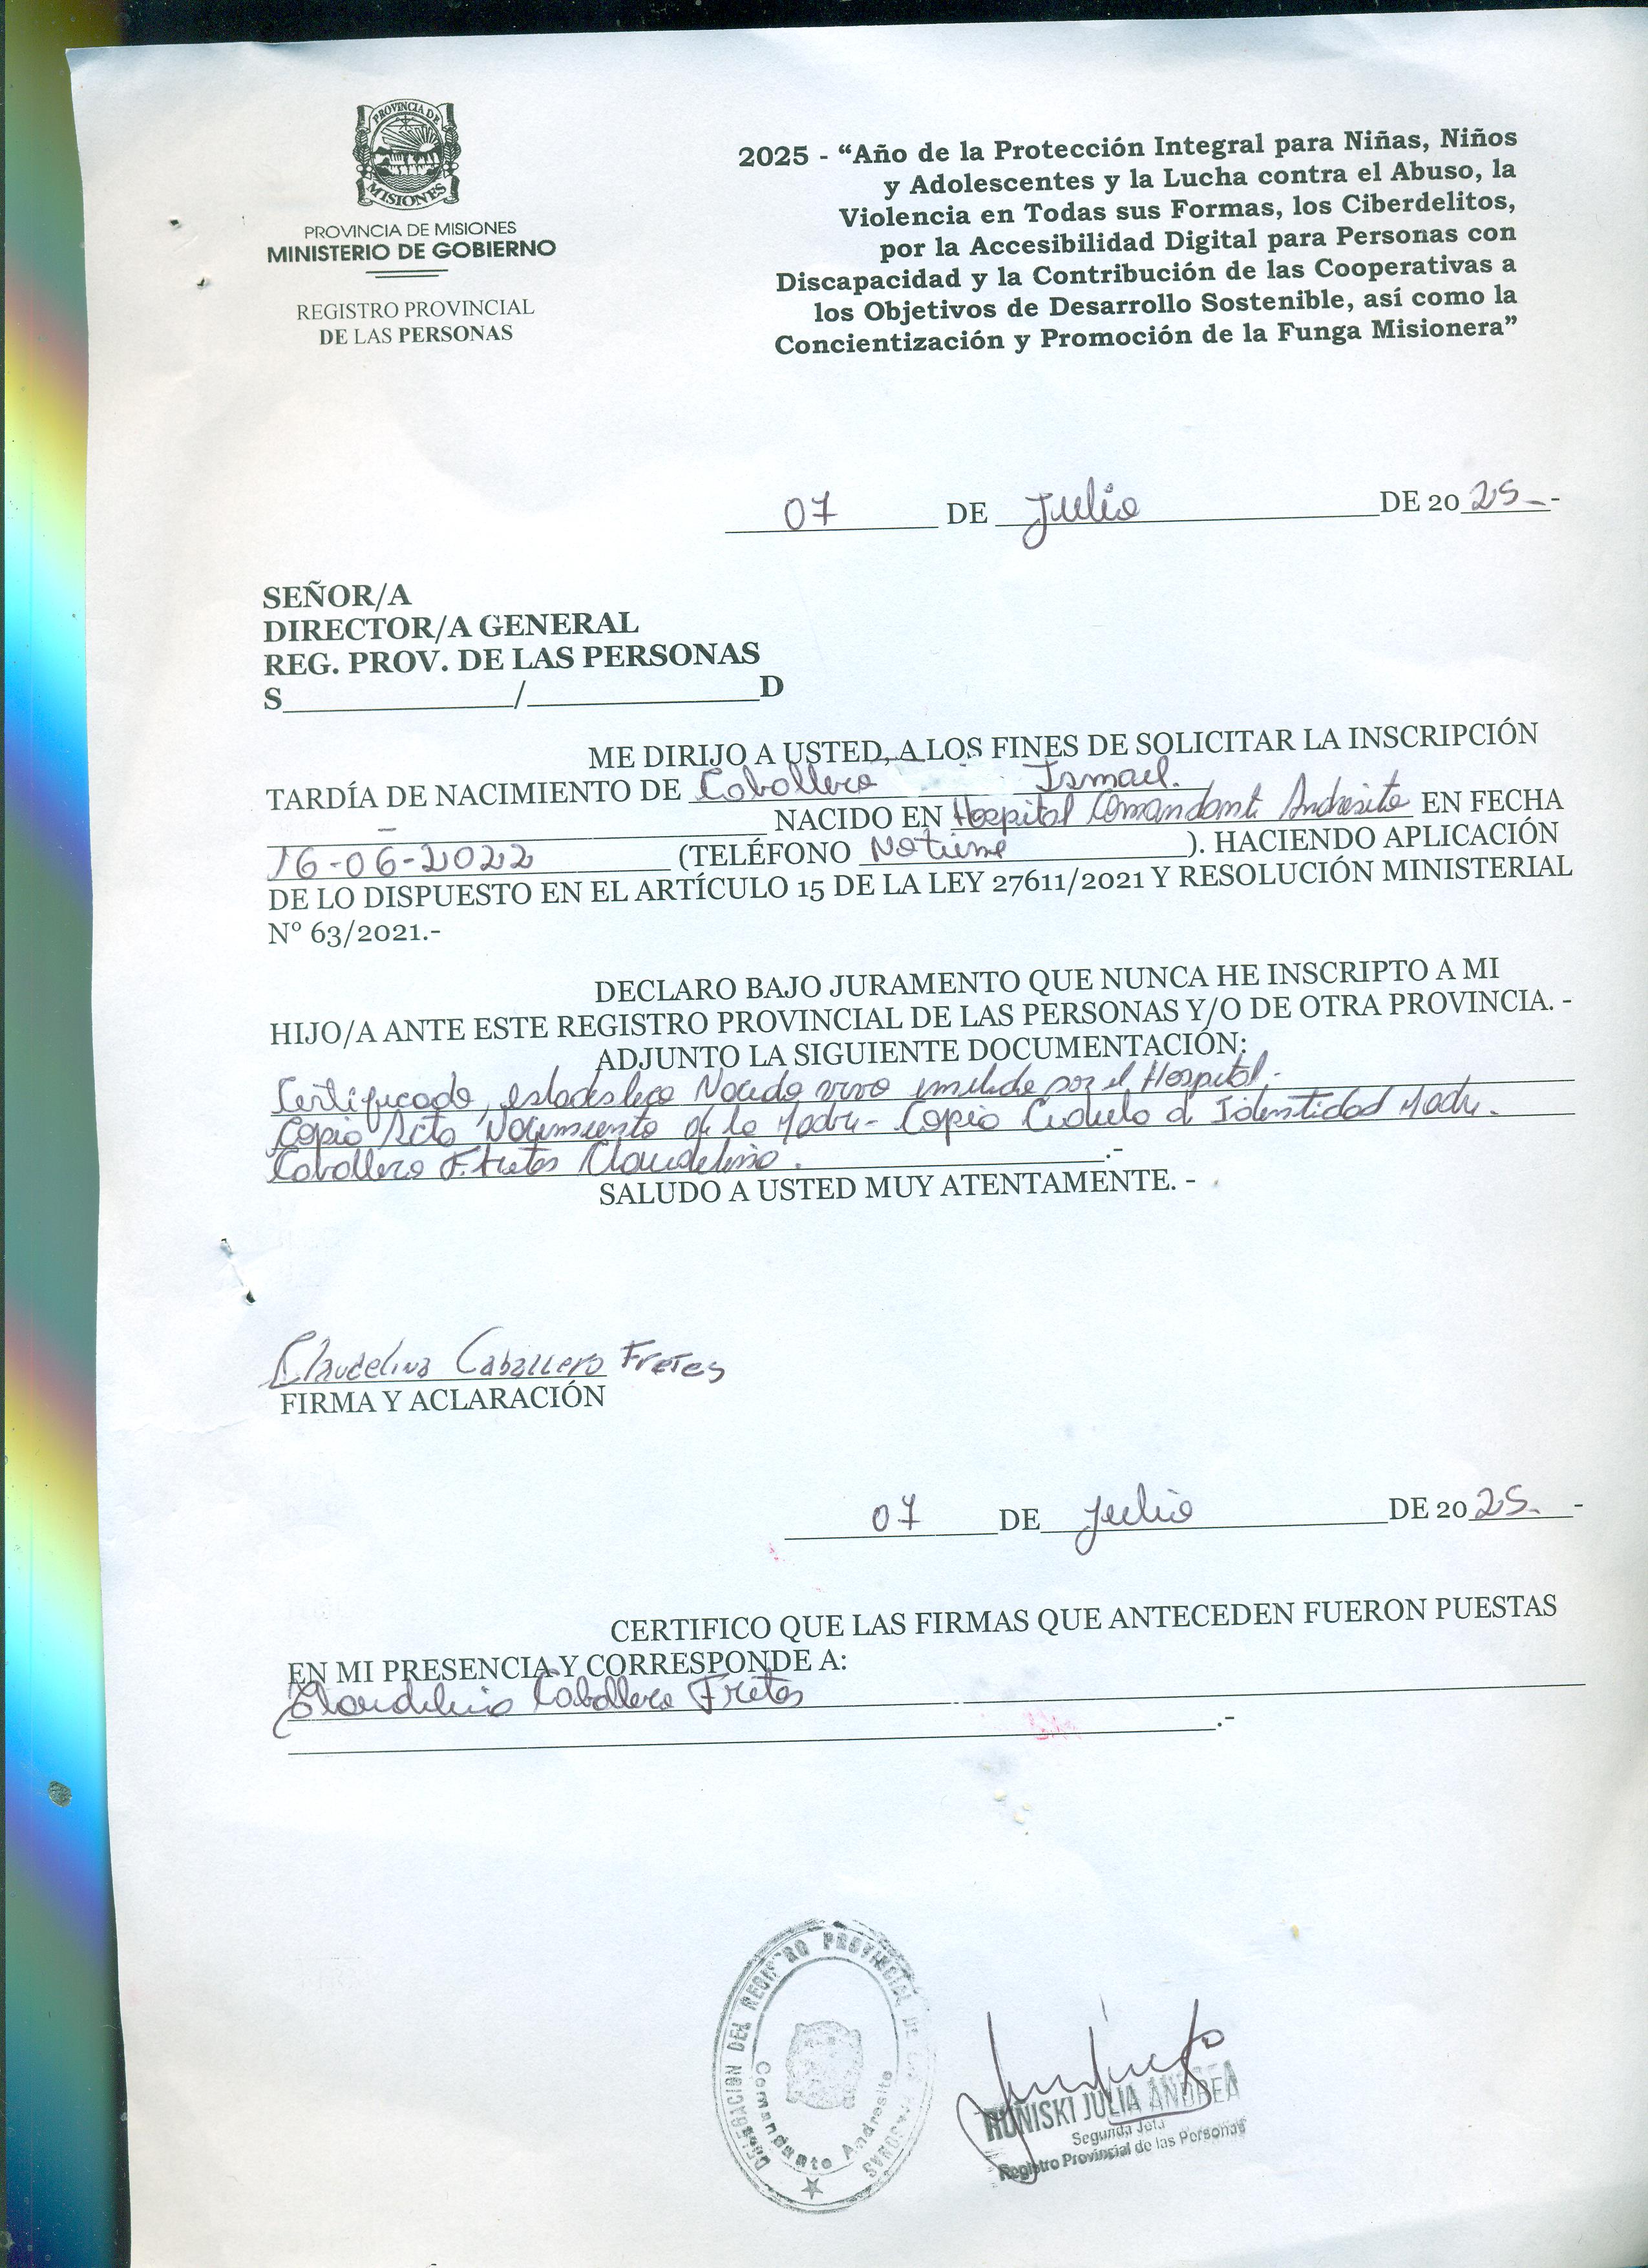 PROVINCIA DE
MISIONES
PROVINCIA DE MISIONES
MINISTERIO DE GOBIERNO
REGISTRO PROVINCIAL
DE LAS PERSONAS
2025 - “Año de la Protección Integral para Niñas, Niños
y Adolescentes y la Lucha contra el Abuso, la
Violencia en Todas sus Formas, los Ciberdelitos,
por la Accesibilidad Digital para Personas con
Discapacidad y la Contribución de las Cooperativas a
los Objetivos de Desarrollo Sostenible, así como la
Concientización y Promoción de la Funga Misionera”
07 DE Julio DE 2025.-
SEÑOR/A
DIRECTOR/A GENERAL
REG. PROV. DE LAS PERSONAS
S____________/____________D
ME DIRIJO A USTED, A LOS FINES DE SOLICITAR LA INSCRIPCIÓN
TARDÍA DE NACIMIENTO DE Caballero Ismael.
- NACIDO EN Hospital Comandante Andresito EN FECHA
16-06-2022 (TELÉFONO No tiene ). HACIENDO APLICACIÓN
DE LO DISPUESTO EN EL ARTÍCULO 15 DE LA LEY 27611/2021 Y RESOLUCIÓN MINISTERIAL
Nº 63/2021.-
DECLARO BAJO JURAMENTO QUE NUNCA HE INSCRIPTO A MI
HIJO/A ANTE ESTE REGISTRO PROVINCIAL DE LAS PERSONAS Y/O DE OTRA PROVINCIA. -
ADJUNTO LA SIGUIENTE DOCUMENTACIÓN:
Certificado Nacido vivo por el Hospital.
Copia Acta Nacimiento de la Madre - Copia Cedula d Identidad Madre.
Caballero Fretes Claudelina. .-
SALUDO A USTED MUY ATENTAMENTE. -
Claudelina Caballero Fretes
FIRMA Y ACLARACIÓN
07 DE Julio DE 2025. -
CERTIFICO QUE LAS FIRMAS QUE ANTECEDEN FUERON PUESTAS
EN MI PRESENCIA Y CORRESPONDE A:
Claudelina Caballero Fretes
.-
DELEGACION DEL REGISTRO PROVINCIAL DE LAS PERSONAS
Comandante Andresito
JULIA ANDREA
Segunda Jefa
Registro Provincial de las Personas